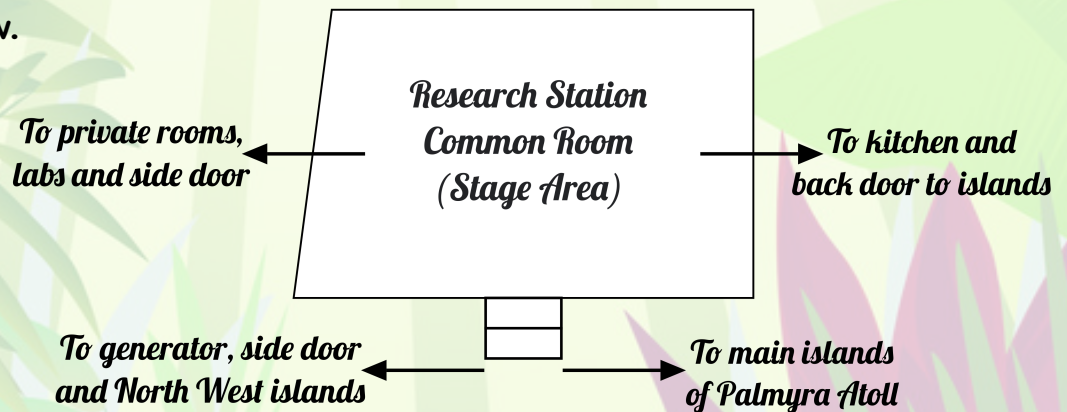 w.
Research Station
Common Room
(Stage Area)
To private rooms,
labs and side door
To kitchen and
back door to islands
To generator, side door
and North West islands
To main islands
of Palmyra Atoll